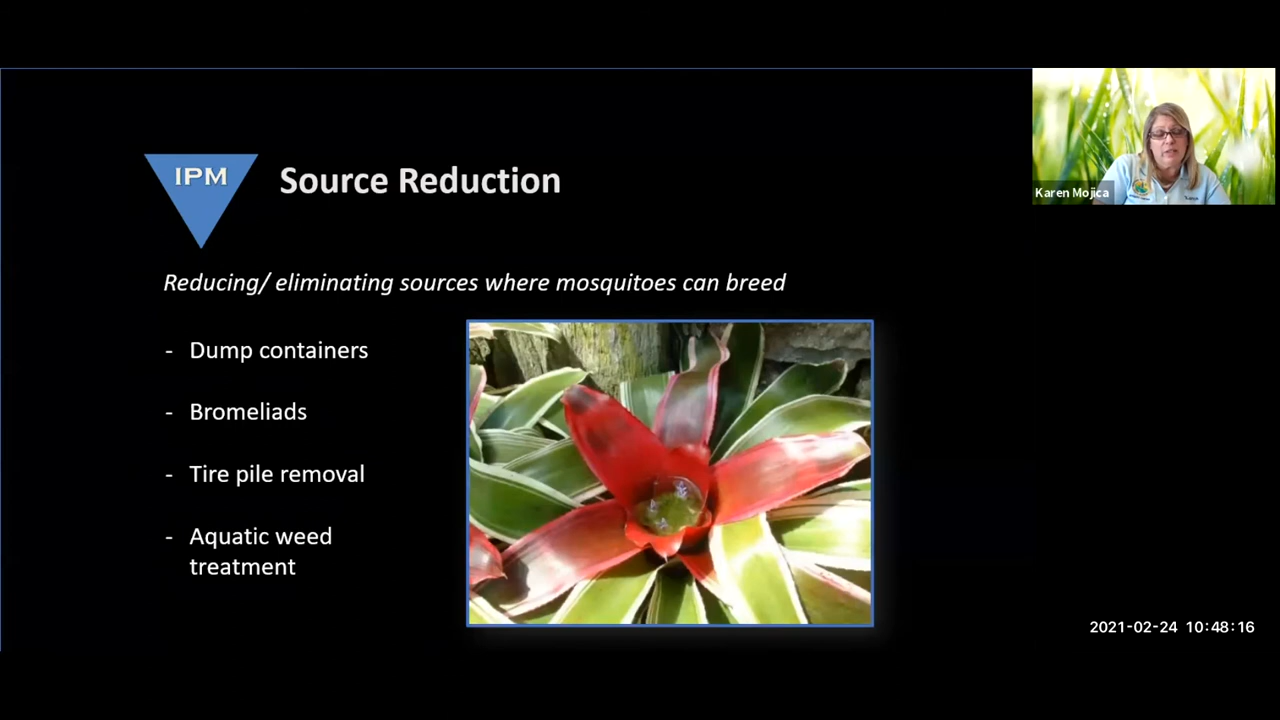 IPM
Source Reduction
Karen Mojica
Reducing/ eliminating sources where mosquitoes can breed
- Dump containers
- Bromeliads
- Tire pile removal
- Aquatic weed
treatment
2021-02-24 10:48:16